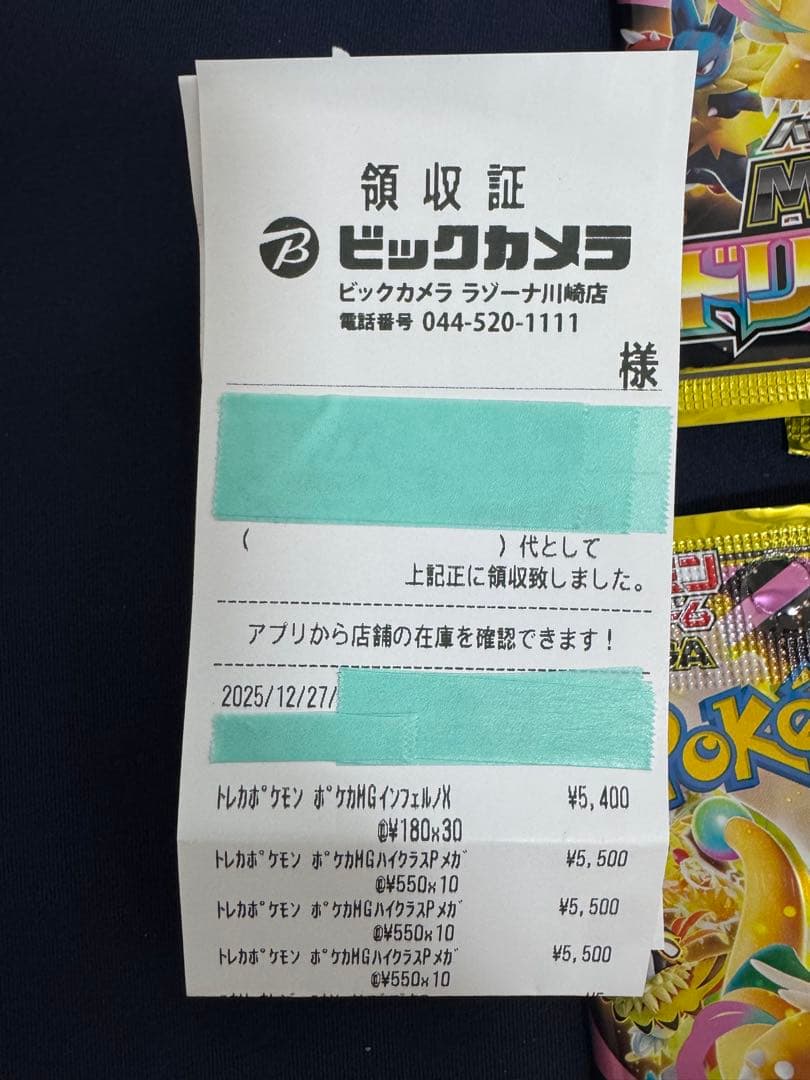 領収証
ビックカメラ
ビックカメラ ラゾーナ川崎店
電話番号 044-520-1111
様
( )代として
上記正に領収致しました。
アプリから店舗の在庫を確認できます!
2025/12/27/
トレカポケモン ポケカMGインフェルノX ¥5,400
@¥180x30
トレカポケモン ポケカMGハイクラスPメガ ¥5,500
@¥550x10
トレカポケモン ポケカMGハイクラスPメガ ¥5,500
@¥550x10
トレカポケモン ポケカMGハイクラスPメガ ¥5,500
@¥550x10
M
ドリ
POKé